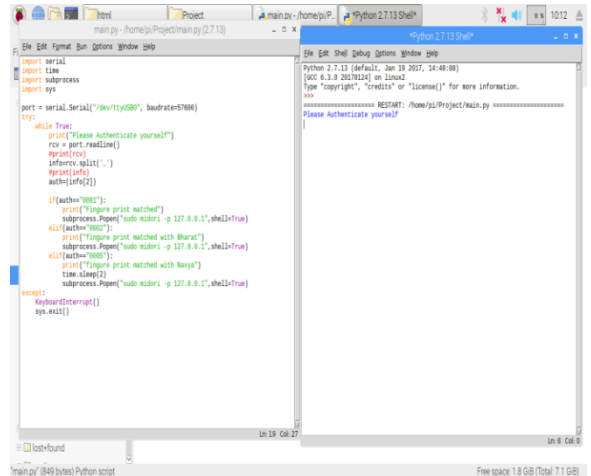 html
Project
main.py - /home/pi/P...
*Python 2.7.13 Shell*
8 %
10:12
main.py - /home/pi/Project/main.py (2.7.13)
File Edit Format Run Options Window Help
import serial
import time
import subprocess
import sys
port = serial.Serial("/dev/ttyUSB0", baudrate=57600)
try:
while True:
print("Please Authenticate yourself")
rcv = port.readline()
#print(rcv)
info=rcv.split('.')
#print(info)
auth=(info[2])
if(auth=="0001"):
print("Fingure print matched")
subprocess.Popen("sudo midori -p 127.0.0.1",shell=True)
elif(auth=="0002"):
print("fingure print matched with Bharat")
subprocess.Popen("sudo midori -p 127.0.0.1",shell=True)
elif(auth=="0005"):
print("fingure print matched with Navya")
time.sleep(2)
subprocess.Popen("sudo midori -p 127.0.0.1",shell=True)
except:
KeyboardInterrupt()
sys.exit()
Ln: 19 Col: 27
*Python 2.7.13 Shell*
File Edit Shell Debug Options Window Help
Python 2.7.13 (default, Jan 19 2017, 14:48:08)
[GCC 6.3.0 20170124] on linux2
Type "copyright", "credits" or "license()" for more information.
>>>
==================== RESTART: /home/pi/Project/main.py ====================
Please Authenticate yourself
Ln: 6 Col: 0
lost+found
"main.py" (849 bytes) Python script
Free space: 1.8 GiB (Total: 7.1 GiB)